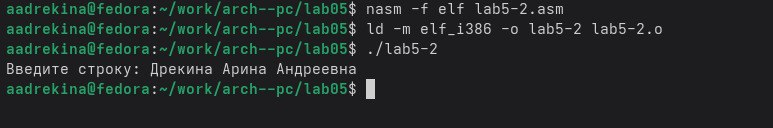 aadrekina@fedora:~/work/arch--pc/lab05$ nasm -f elf lab5-2.asm
aadrekina@fedora:~/work/arch--pc/lab05$ ld -m elf_i386 -o lab5-2 lab5-2.o
aadrekina@fedora:~/work/arch--pc/lab05$ ./lab5-2
Введите строку: Дрекина Арина Андреевна
aadrekina@fedora:~/work/arch--pc/lab05$